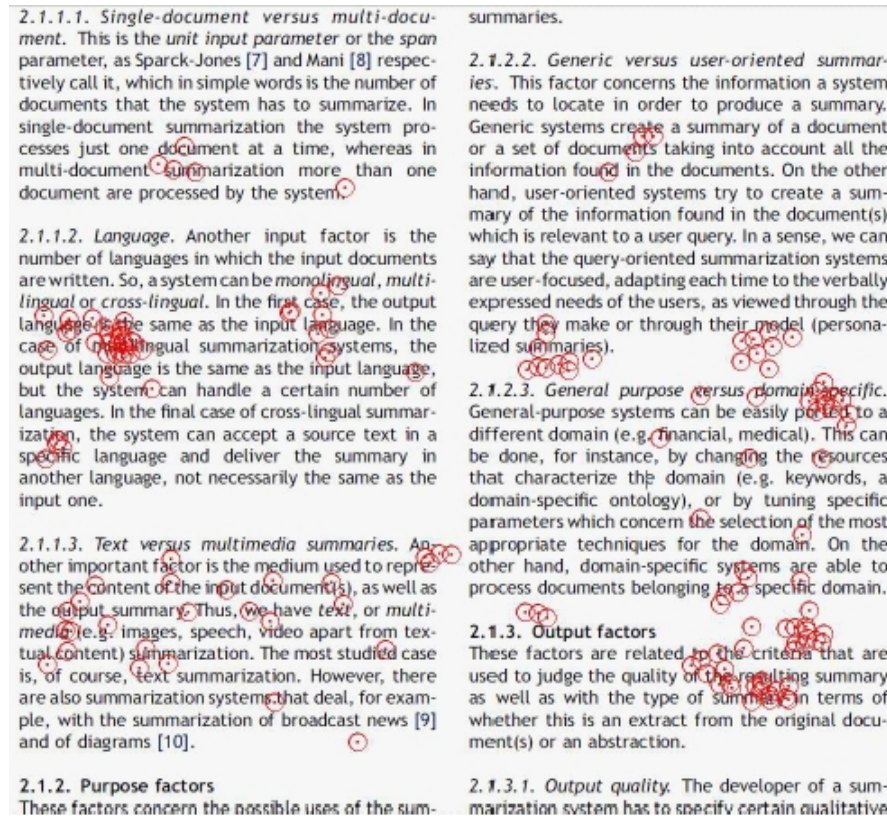 2.1.1.1. Single-document versus multi-docu-
ment. This is the unit input parameter or the span
parameter, as Sparck-Jones [7] and Mani [8] respec-
tively call it, which in simple words is the number of
documents that the system has to summarize. In
single-document summarization the system pro-
cesses just one document at a time, whereas in
multi-document summarization more than one
document are processed by the system.
2.1.1.2. Language. Another input factor is the
number of languages in which the input documents
are written. So, a system can be monolingual, multi-
lingual or cross-lingual. In the first case, the output
language is the same as the input language. In the
case of multilingual summarization systems, the
output language is the same as the input language,
but the system can handle a certain number of
languages. In the final case of cross-lingual summar-
ization, the system can accept a source text in a
specific language and deliver the summary in
another language, not necessarily the same as the
input one.
2.1.1.3. Text versus multimedia summaries. An-
other important factor is the medium used to repre-
sent the content of the input document(s), as well as
the output summary. Thus, we have text, or multi-
media (e.g. images, speech, video apart from tex-
tual content) summarization. The most studied case
is, of course, text summarization. However, there
are also summarization systems that deal, for exam-
ple, with the summarization of broadcast news [9]
and of diagrams [10].
2.1.2. Purpose factors
These factors concern the possible uses of the sum-
summaries.
2.1.2.2. Generic versus user-oriented summar-
ies. This factor concerns the information a system
needs to locate in order to produce a summary.
Generic systems create a summary of a document
or a set of documents taking into account all the
information found in the documents. On the other
hand, user-oriented systems try to create a sum-
mary of the information found in the document(s)
which is relevant to a user query. In a sense, we can
say that the query-oriented summarization systems
are user-focused, adapting each time to the verbally
expressed needs of the users, as viewed through the
query they make or through their model (persona-
lized summaries).
2.1.2.3. General purpose versus domain-specific.
General-purpose systems can be easily ported to a
different domain (e.g. financial, medical). This can
be done, for instance, by changing the resources
that characterize the domain (e.g. keywords, a
domain-specific ontology), or by tuning specific
parameters which concern the selection of the most
appropriate techniques for the domain. On the
other hand, domain-specific systems are able to
process documents belonging to a specific domain.
2.1.3. Output factors
These factors are related to the criteria that are
used to judge the quality of the resulting summary
as well as with the type of summary in terms of
whether this is an extract from the original docu-
ment(s) or an abstraction.
2.1.3.1. Output quality. The developer of a sum-
marization system has to specify certain qualitative